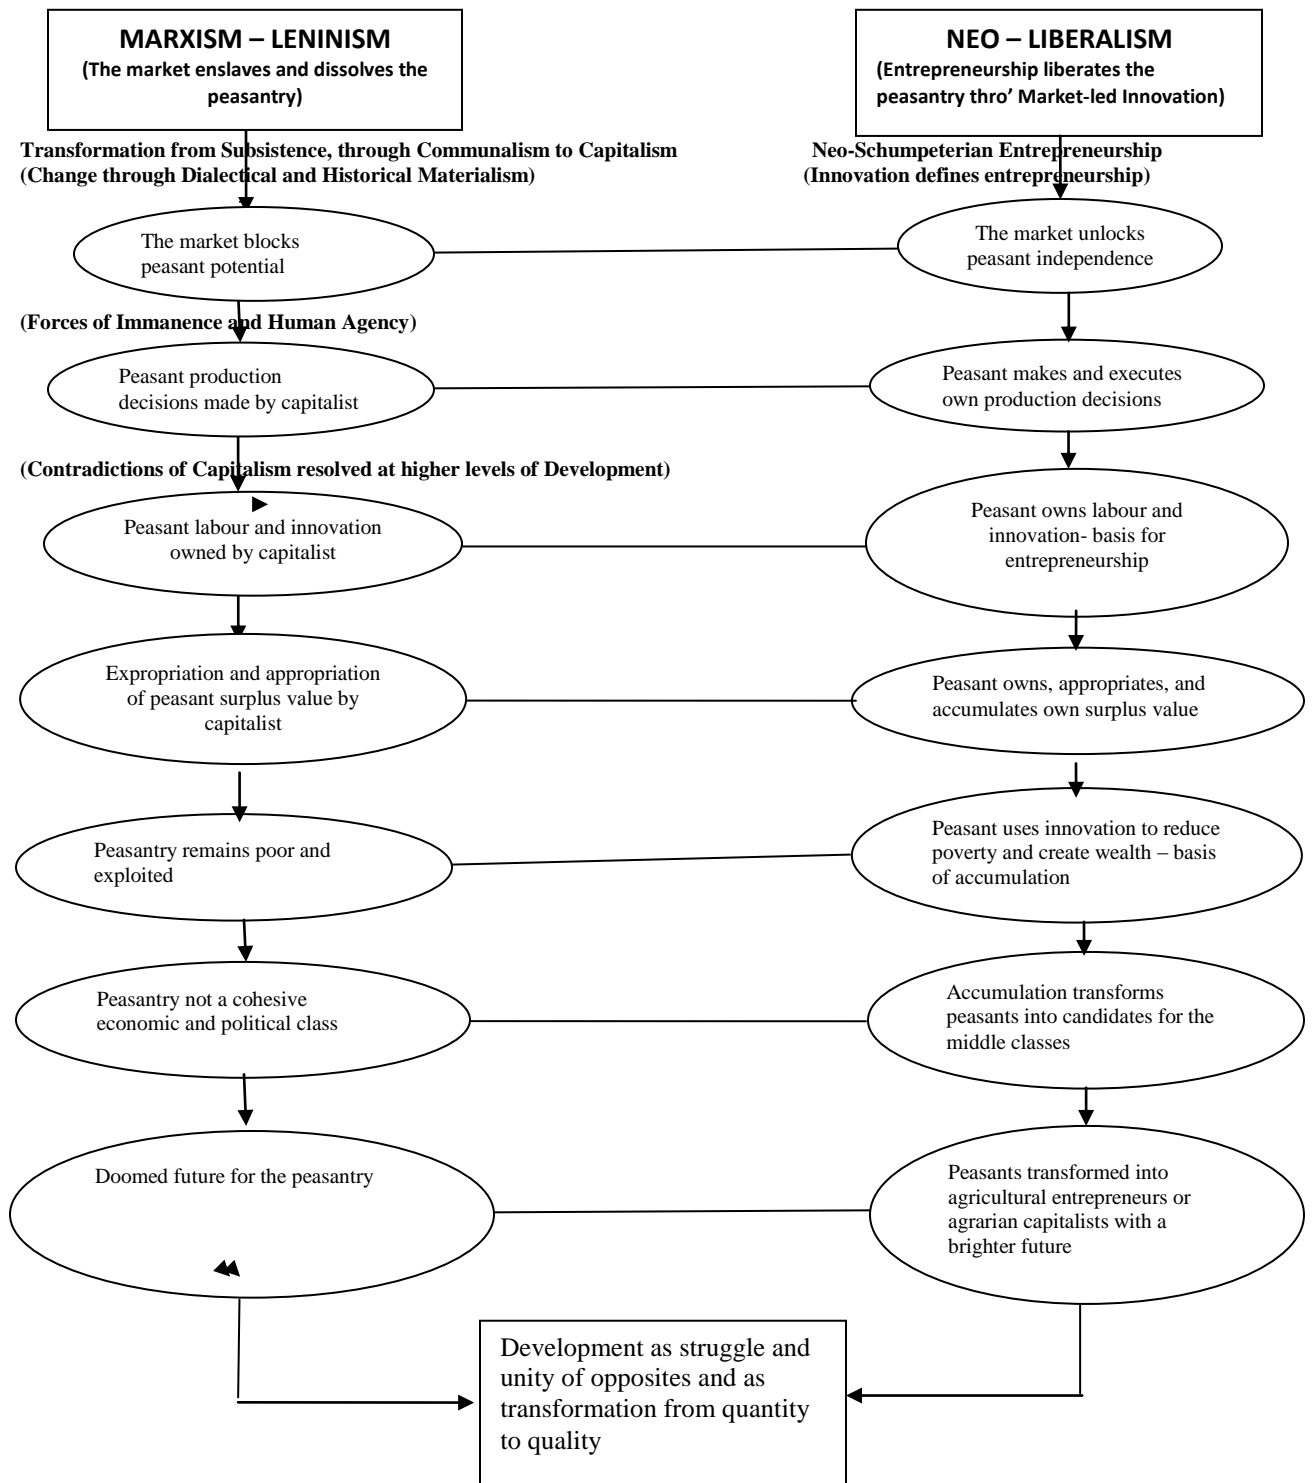 MARXISM – LENINISM
(The market enslaves and dissolves the
peasantry)
NEO – LIBERALISM
(Entrepreneurship liberates the
peasantry thro’ Market-led Innovation)
Transformation from Subsistence, through Communalism to Capitalism
(Change through Dialectical and Historical Materialism)
Neo-Schumpeterian Entrepreneurship
(Innovation defines entrepreneurship)
The market blocks
peasant potential
The market unlocks
peasant independence
(Forces of Immanence and Human Agency)
Peasant production
decisions made by capitalist
Peasant makes and executes
own production decisions
(Contradictions of Capitalism resolved at higher levels of Development)
Peasant labour and innovation
owned by capitalist
Peasant owns labour and
innovation- basis for
entrepreneurship
Expropriation and appropriation
of peasant surplus value by
capitalist
Peasant owns, appropriates, and
accumulates own surplus value
Peasantry remains poor and
exploited
Peasant uses innovation to reduce
poverty and create wealth – basis
of accumulation
Peasantry not a cohesive
economic and political class
Accumulation transforms
peasants into candidates for the
middle classes
Doomed future for the peasantry
Peasants transformed into
agricultural entrepreneurs or
agrarian capitalists with a
brighter future
Development as struggle and
unity of opposites and as
transformation from quantity
to quality